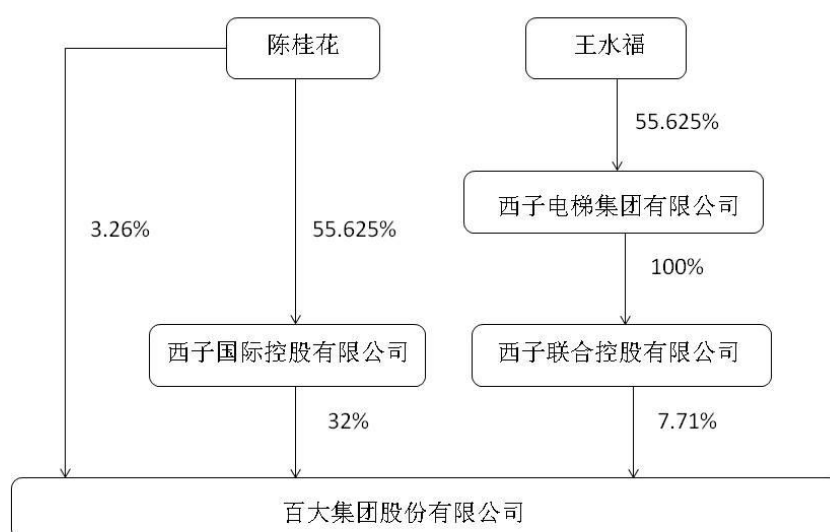 陈桂花
王水福
55.625%
西子电梯集团有限公司
3.26%
55.625%
100%
西子国际控股有限公司
西子联合控股有限公司
32%
7.71%
百大集团股份有限公司